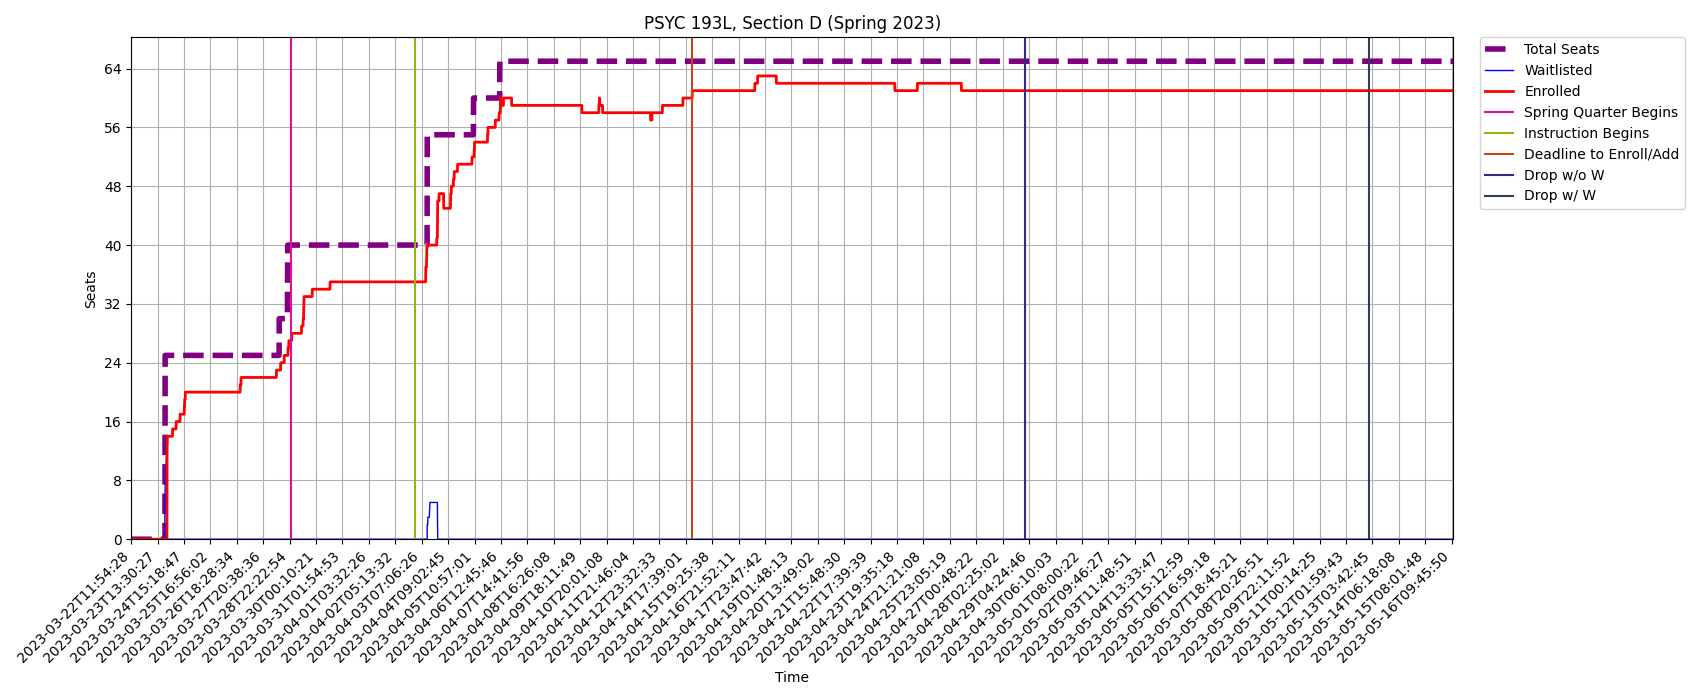 PSYC 193L, Section D (Spring 2023)
Total Seats
Waitlisted
Enrolled
Spring Quarter Begins
Instruction Begins
Deadline to Enroll/Add
Drop w/o W
Drop w/ W
Seats
64
56
48
40
32
24
16
8
0
2023-03-22T11:54:28
2023-03-23T13:30:27
2023-03-24T15:18:47
2023-03-25T16:56:02
2023-03-26T18:28:34
2023-03-27T20:38:36
2023-03-28T22:22:54
2023-03-30T00:10:21
2023-03-31T01:54:53
2023-04-01T03:32:26
2023-04-02T05:13:32
2023-04-03T07:06:26
2023-04-04T09:02:45
2023-04-05T10:57:01
2023-04-06T12:45:46
2023-04-07T14:41:56
2023-04-08T16:26:08
2023-04-09T18:11:49
2023-04-10T20:01:08
2023-04-11T21:46:04
2023-04-12T23:32:33
2023-04-14T17:39:01
2023-04-15T19:25:38
2023-04-16T21:52:11
2023-04-17T23:47:42
2023-04-19T01:48:13
2023-04-20T13:49:02
2023-04-21T15:48:30
2023-04-22T17:39:39
2023-04-23T19:35:18
2023-04-24T21:21:08
2023-04-25T23:05:19
2023-04-27T00:48:22
2023-04-28T02:25:02
2023-04-29T04:24:46
2023-04-30T06:10:03
2023-05-01T08:00:22
2023-05-02T09:46:27
2023-05-03T11:48:51
2023-05-04T13:33:47
2023-05-05T15:12:59
2023-05-06T16:59:18
2023-05-07T18:45:21
2023-05-08T20:26:51
2023-05-09T22:11:52
2023-05-11T00:14:25
2023-05-12T01:59:43
2023-05-13T03:42:45
2023-05-14T06:18:08
2023-05-15T08:01:48
2023-05-16T09:45:50
Time